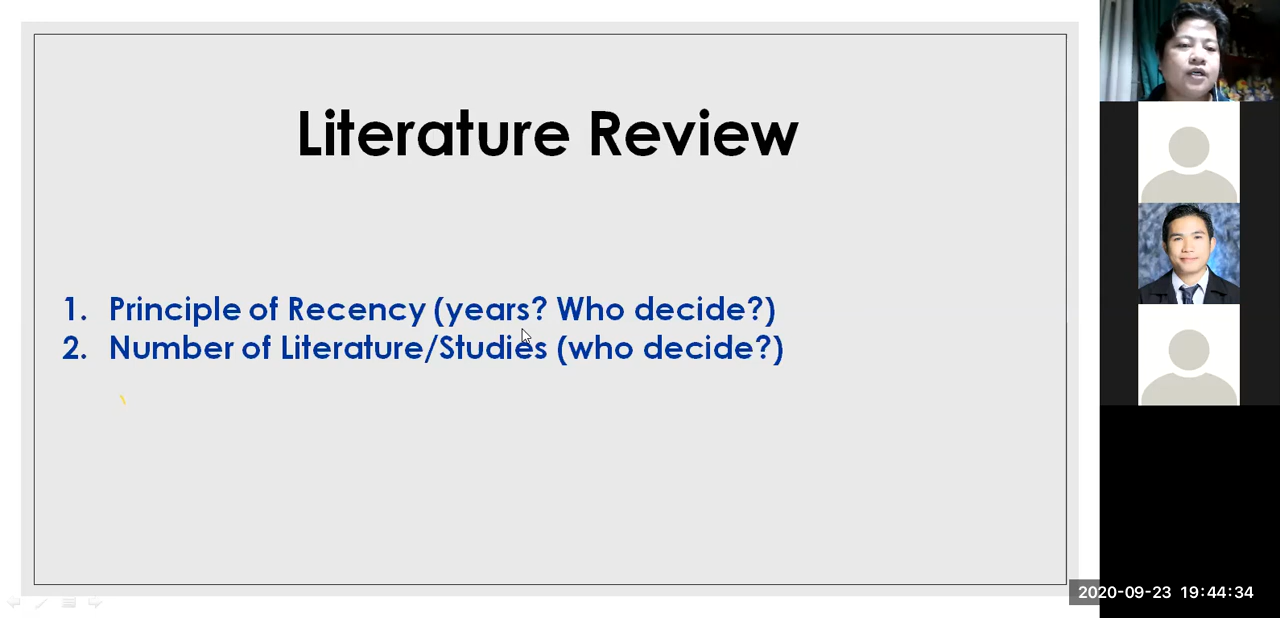 Literature Review
1. Principle of Recency (years? Who decide?)
2. Number of Literature/Studies (who decide?)
2020-09-23 19:44:34